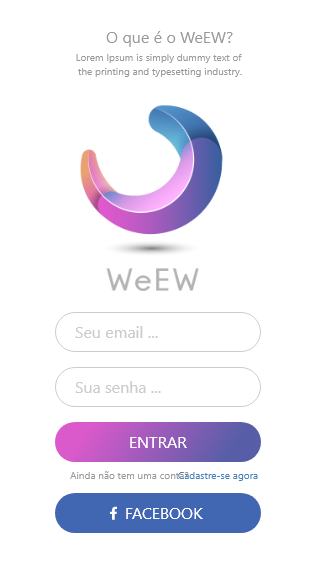 O que é o WeEW?
Lorem Ipsum is simply dummy text of
the printing and typesetting industry.
WeEW
Seu email ...
Sua senha ...
ENTRAR
Ainda não tem uma conta? Cadastre-se agora
FACEBOOK